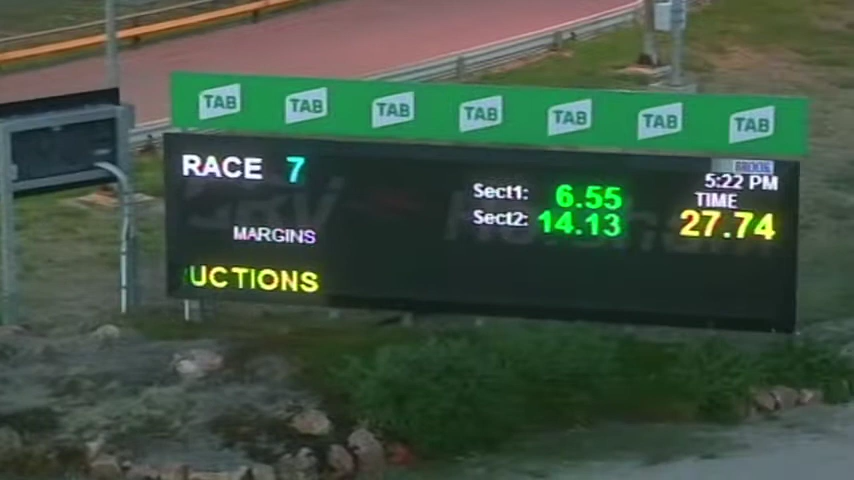 TAB TAB TAB TAB TAB TAB TAB
RACE 7
5:22 PM
Sect1: 6.55
TIME
Sect2: 14.13
27.74
MARGINS
UCTIONS